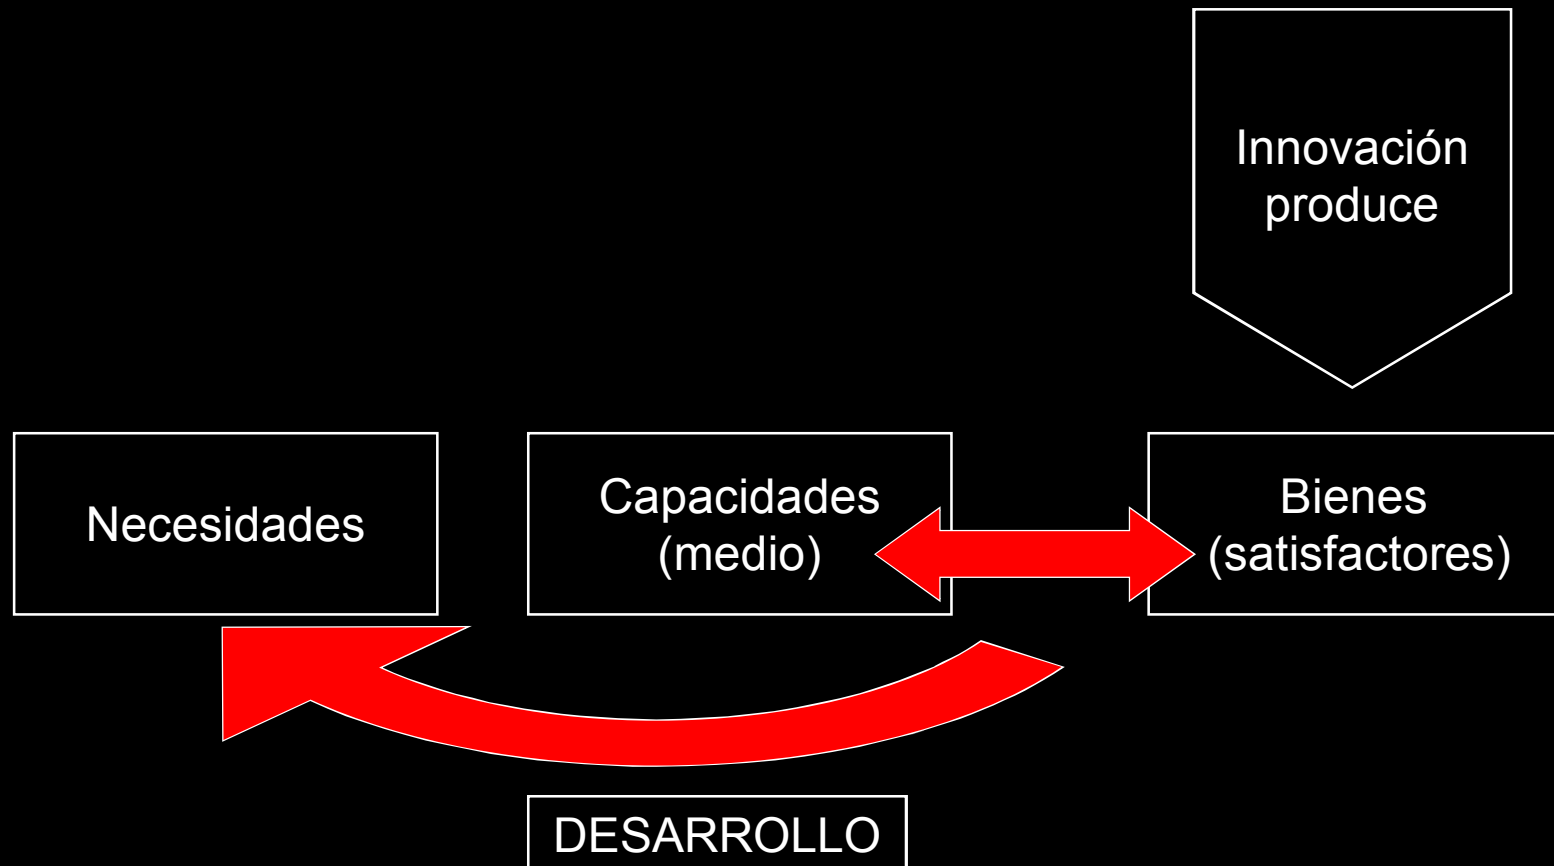 Innovación
produce
Necesidades
Capacidades
(medio)
Bienes
(satisfactores)
DESARROLLO